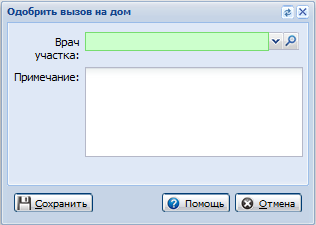 Одобрить вызов на дом
Врач
участка:
Примечание:
Сохранить
Помощь
Отмена